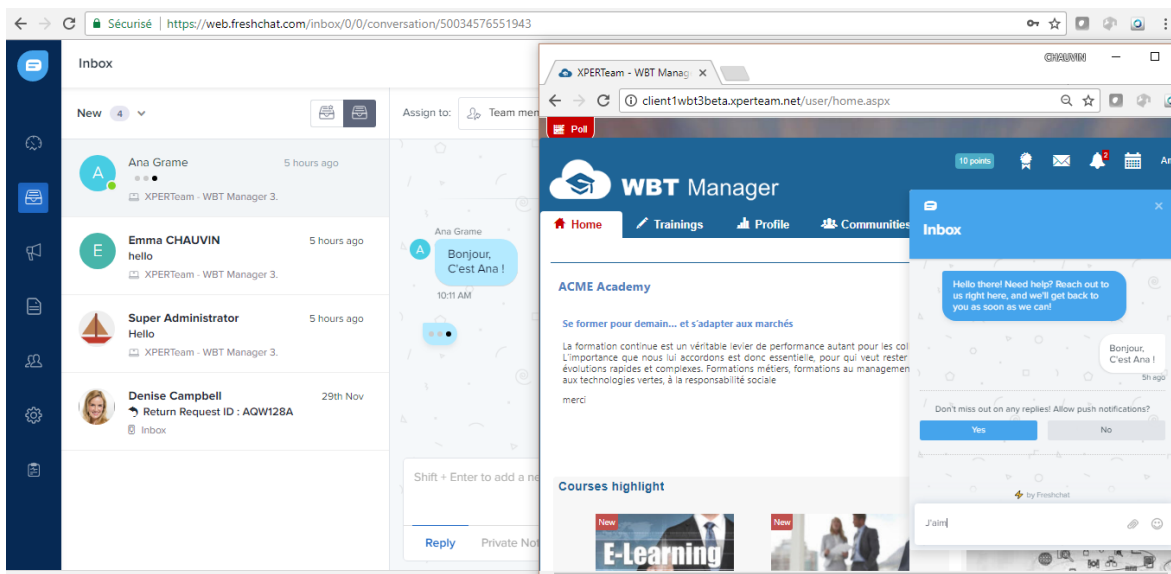 Sécurisé | https://web.freshchat.com/inbox/0/0/conversation/50034576551943
Inbox
New 4
Ana Grame 5 hours ago
XPERTeam - WBT Manager 3.
E
Emma CHAUVIN 5 hours ago
hello
XPERTeam - WBT Manager 3.
Super Administrator 5 hours ago
Hello
XPERTeam - WBT Manager 3.
Denise Campbell 29th Nov
Return Request ID : AQW128A
Inbox
A
Assign to: Team mem
Ana Grame
A
Bonjour,
C'est Ana !
10:11 AM
Shift + Enter to add a ne
Reply Private Not
CHAUVIN
XPERTeam - WBT Manag
client1wbt3beta.xperteam.net/user/home.aspx
Poll
WBT Manager
10 points
2
An
Home Trainings Profile Communities
ACME Academy
Se former pour demain... et s'adapter aux marchés
La formation continue est un véritable levier de performance autant pour les col
L'importance que nous lui accordons est donc essentielle, pour qui veut rester
évolutions rapides et complexes. Formations métiers, formations au managemen
aux technologies vertes, à la responsabilité sociale
merci
Courses highlight
New
E-Learning
New
Inbox
Hello there! Need help? Reach out to
us right here, and we'll get back to
you as soon as we can!
Bonjour,
C'est Ana !
5h ago
Don't miss out on any replies! Allow push notifications?
Yes No
by Freshchat
J'aim